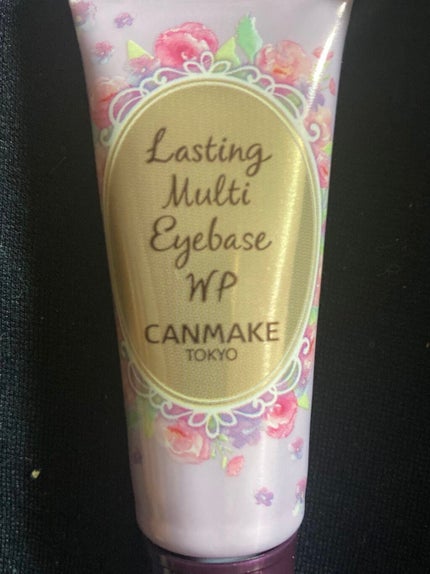 Lasting
Multi
Eyebase
WP
CANMAKE
TOKYO